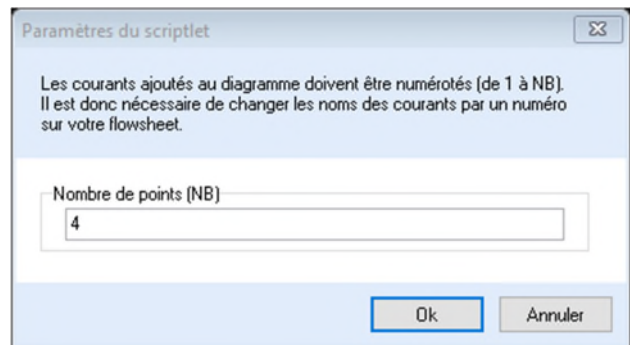 Paramètres du scriptlet
Les courants ajoutés au diagramme doivent être numérotés (de 1 à NB).
Il est donc nécessaire de changer les noms des courants par un numéro
sur votre flowsheet.
Nombre de points (NB)
4
Ok
Annuler